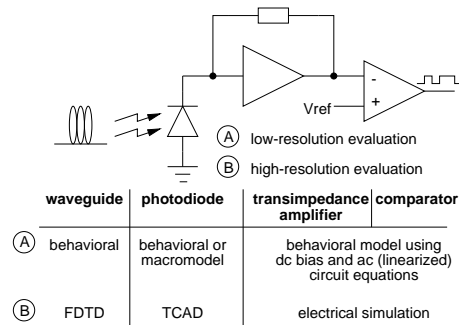 -
+
Vref
A low-resolution evaluation
B high-resolution evaluation
waveguide photodiode transimpedance amplifier comparator
A behavioral behavioral or macromodel behavioral model using dc bias and ac (linearized) circuit equations
B FDTD TCAD electrical simulation